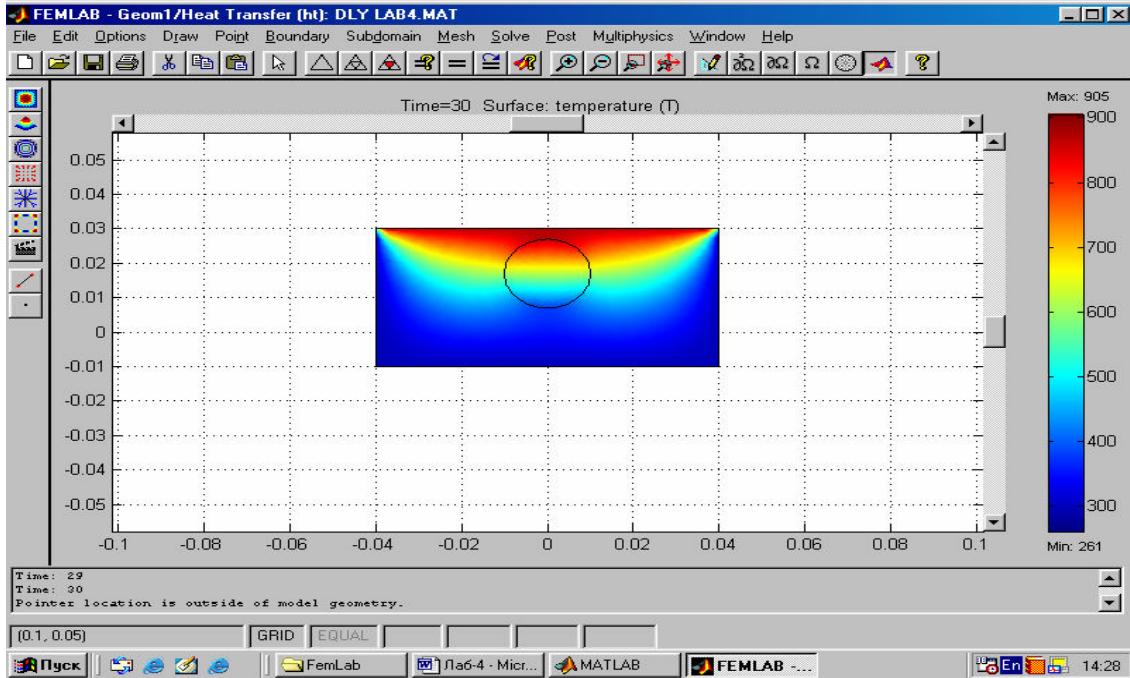 FEMLAB - Geom1/Heat Transfer (ht): DLY LAB4.MAT
File Edit Options Draw Point Boundary Subdomain Mesh Solve Post Multiphysics Window Help
Time=30 Surface: temperature (T)
Max: 905
900
800
700
600
500
400
300
Min: 261
0.05
0.04
0.03
0.02
0.01
0
-0.01
-0.02
-0.03
-0.04
-0.05
-0.1 -0.08 -0.06 -0.04 -0.02 0 0.02 0.04 0.06 0.08 0.1
Time: 29
Time: 30
Pointer location is outside of model geometry.
(0.1, 0.05) GRID EQUAL
Пуск FemLab Лаб-4 - Micr... MATLAB FEMLAB -... En 14:28